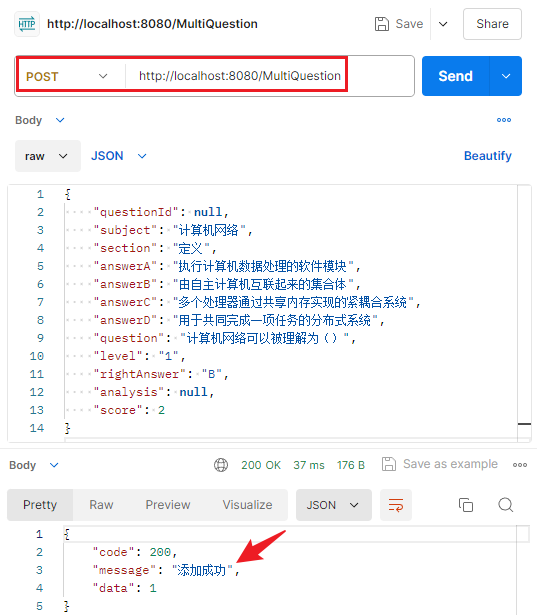 HTTP http://localhost:8080/MultiQuestion Save Share
POST http://localhost:8080/MultiQuestion Send
Body
raw JSON Beautify
1 {
2 "questionId": null,
3 "subject": "计算机网络",
4 "section": "定义",
5 "answerA": "执行计算机数据处理的软件模块",
6 "answerB": "由自主计算机互联起来的集合体",
7 "answerC": "多个处理器通过共享内存实现的紧耦合系统",
8 "answerD": "用于共同完成一项任务的分布式系统",
9 "question": "计算机网络可以被理解为（）",
10 "level": "1",
11 "rightAnswer": "B",
12 "analysis": null,
13 "score": 2
14 }
Body 200 OK 37 ms 176 B Save as example
Pretty Raw Preview Visualize JSON
1 {
2 "code": 200,
3 "message": "添加成功",
4 "data": 1
5 }